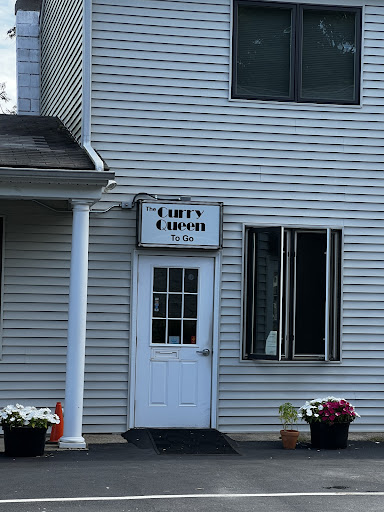 The Curry
Queen
To Go